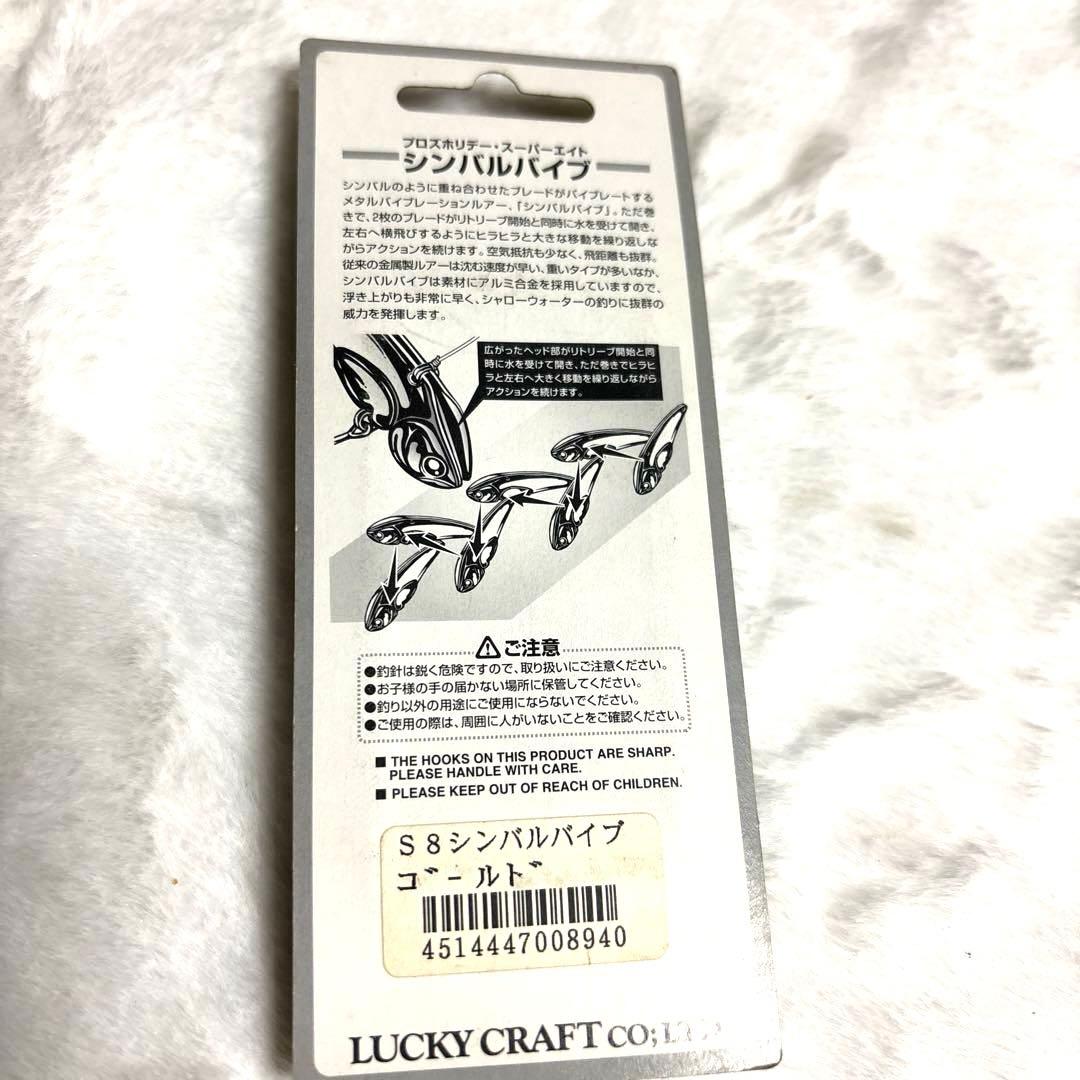 プロズホリデー・スーパーエイト
シンバルバイブ
シンバルのように重ね合わせたブレードがバイブレートする
メタルバイブレーションルアー、「シンバルバイブ」。ただ巻
きで、2枚のブレードがリトリーブ開始と同時に水を受けて開き、
左右へ横飛びするようにヒラヒラと大きな移動を繰り返しな
がらアクションを続けます。空気抵抗も少なく、飛距離も抜群。
従来の金属製ルアーは沈む速度が早い、重いタイプが多いなか、
シンバルバイブは素材にアルミ合金を採用していますので、
浮き上がりも非常に早く、シャローウォーターの釣りに抜群の
威力を発揮します。
広がったヘッド部がリトリーブ開始と同
時に水を受けて開き、ただ巻きでヒラヒ
ラと左右へ大きく移動を繰り返しながら
アクションを続けます。
ご注意
●釣針は鋭く危険ですので、取り扱いにご注意ください。
●お子様の手の届かない場所に保管してください。
●釣り以外の用途にご使用にならないでください。
●ご使用の際は、周囲に人がいないことをご確認ください。
■ THE HOOKS ON THIS PRODUCT ARE SHARP.
PLEASE HANDLE WITH CARE.
■ PLEASE KEEP OUT OF REACH OF CHILDREN.
S8シンバルバイブ
ゴールド
4514447008940
LUCKY CRAFT CO;